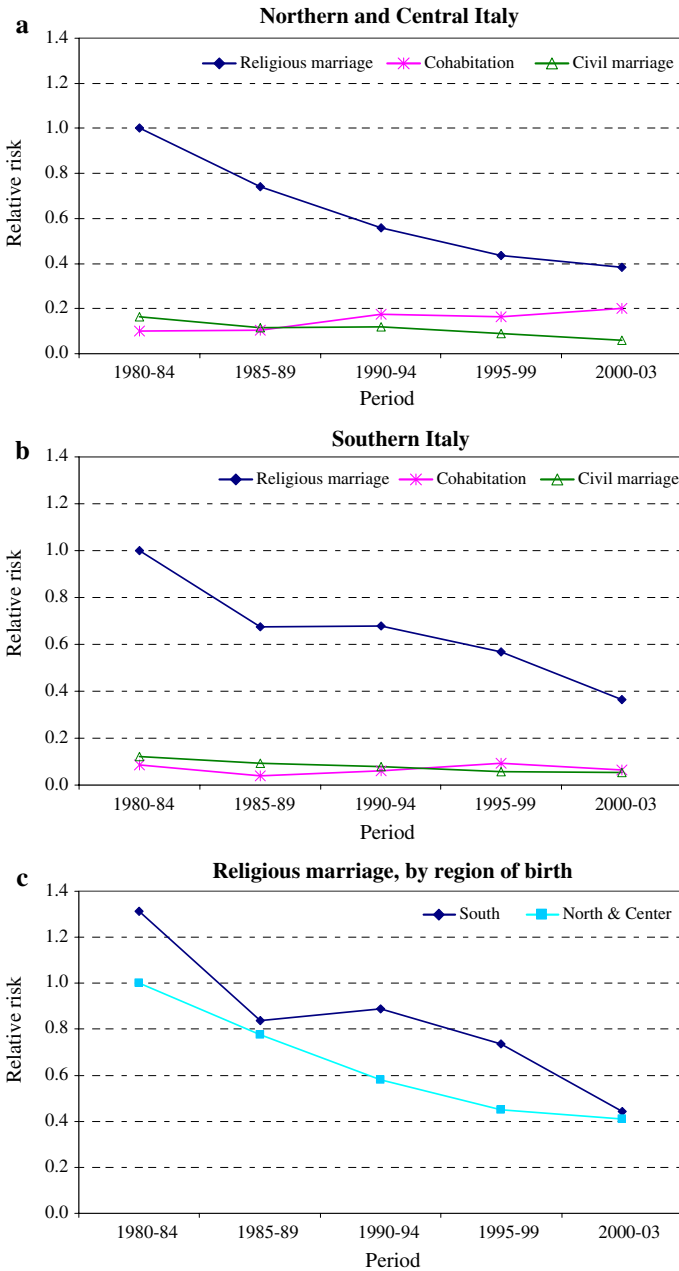 a
Northern and Central Italy
1.4
Religious marriage Cohabitation Civil marriage
1.2
1.0
0.8
0.6
0.4
0.2
0.0
Relative risk
1980-84 1985-89 1990-94 1995-99 2000-03
Period
b
Southern Italy
1.4
Religious marriage Cohabitation Civil marriage
1.2
1.0
0.8
0.6
0.4
0.2
0.0
Relative risk
1980-84 1985-89 1990-94 1995-99 2000-03
Period
c
Religious marriage, by region of birth
1.4
South North & Center
1.2
1.0
0.8
0.6
0.4
0.2
0.0
Relative risk
1980-84 1985-89 1990-94 1995-99 2000-03
Period